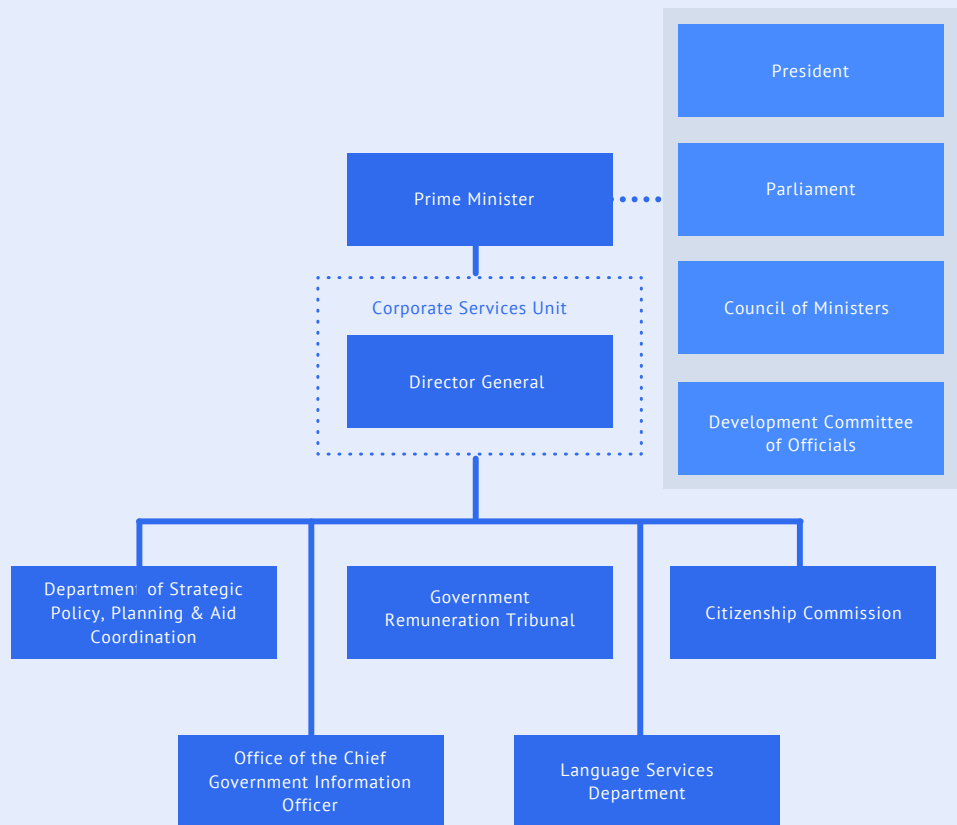 President
Parliament
Prime Minister
Council of Ministers
Corporate Services Unit
Director General
Development Committee
of Officials
Department of Strategic
Policy, Planning & Aid
Coordination
Government
Remuneration Tribunal
Citizenship Commission
Office of the Chief
Government Information
Officer
Language Services
Department